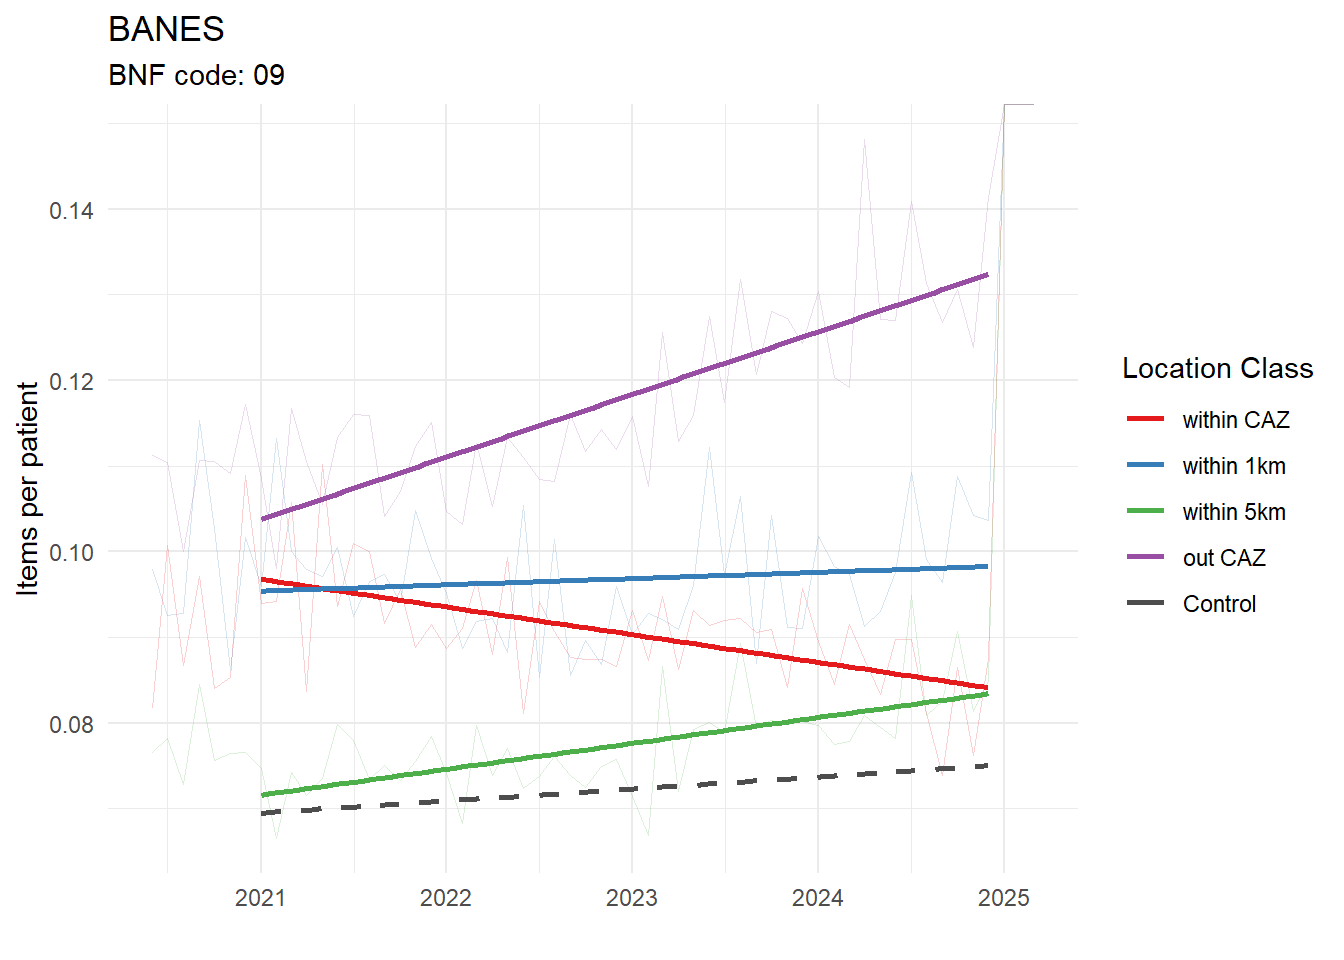 BANES
BNF code: 09
Items per patient
0.14
0.12
0.10
0.08
2021 2022 2023 2024 2025
Location Class
within CAZ
within 1km
within 5km
out CAZ
Control